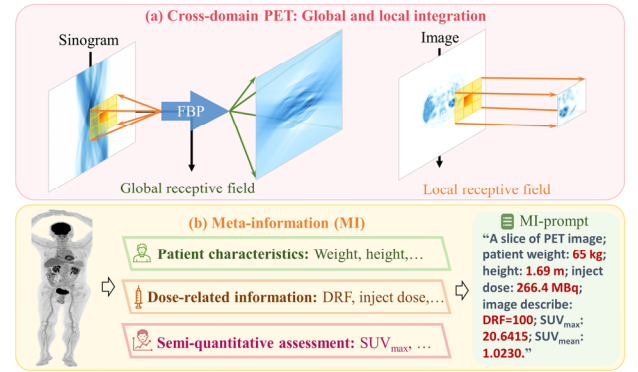 (a) Cross-domain PET: Global and local integration
Sinogram
Image
FBP
Global receptive field
Local receptive field
(b) Meta-information (MI)
Patient characteristics: Weight, height,…
Dose-related information: DRF, inject dose,…
Semi-quantitative assessment: SUVmax, …
MI-prompt
“A slice of PET image;
patient weight: 65 kg;
height: 1.69 m; inject
dose: 266.4 MBq;
image describe:
DRF=100; SUVmax:
20.6415; SUVmean:
1.0230.”